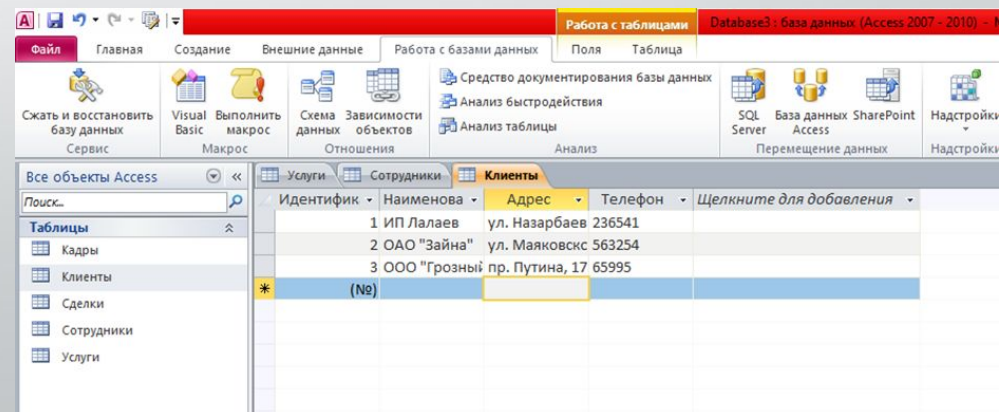 Работа с таблицами
Database3 : база данных (Access 2007 - 2010) -
Файл Главная Создание Внешние данные Работа с базами данных Поля Таблица
Сжать и восстановить базу данных
Visual Basic
Выполнить макрос
Схема данных
Зависимости объектов
Средство документирования базы данных
Анализ быстродействия
Анализ таблицы
SQL Server
База данных Access
SharePoint
Надстройки
Сервис Макрос Отношения Анализ Перемещение данных Надстройки
Все объекты Access
Поиск...
Таблицы
Кадры
Клиенты
Сделки
Сотрудники
Услуги
Услуги Сотрудники Клиенты
Идентифик Наименова Адрес Телефон Щелкните для добавления
1 ИП Лалаев ул. Назарбаев 236541
2 ОАО "Зайна" ул. Маяковскс 563254
3 ООО "Грозный пр. Путина, 17 65995
(№)